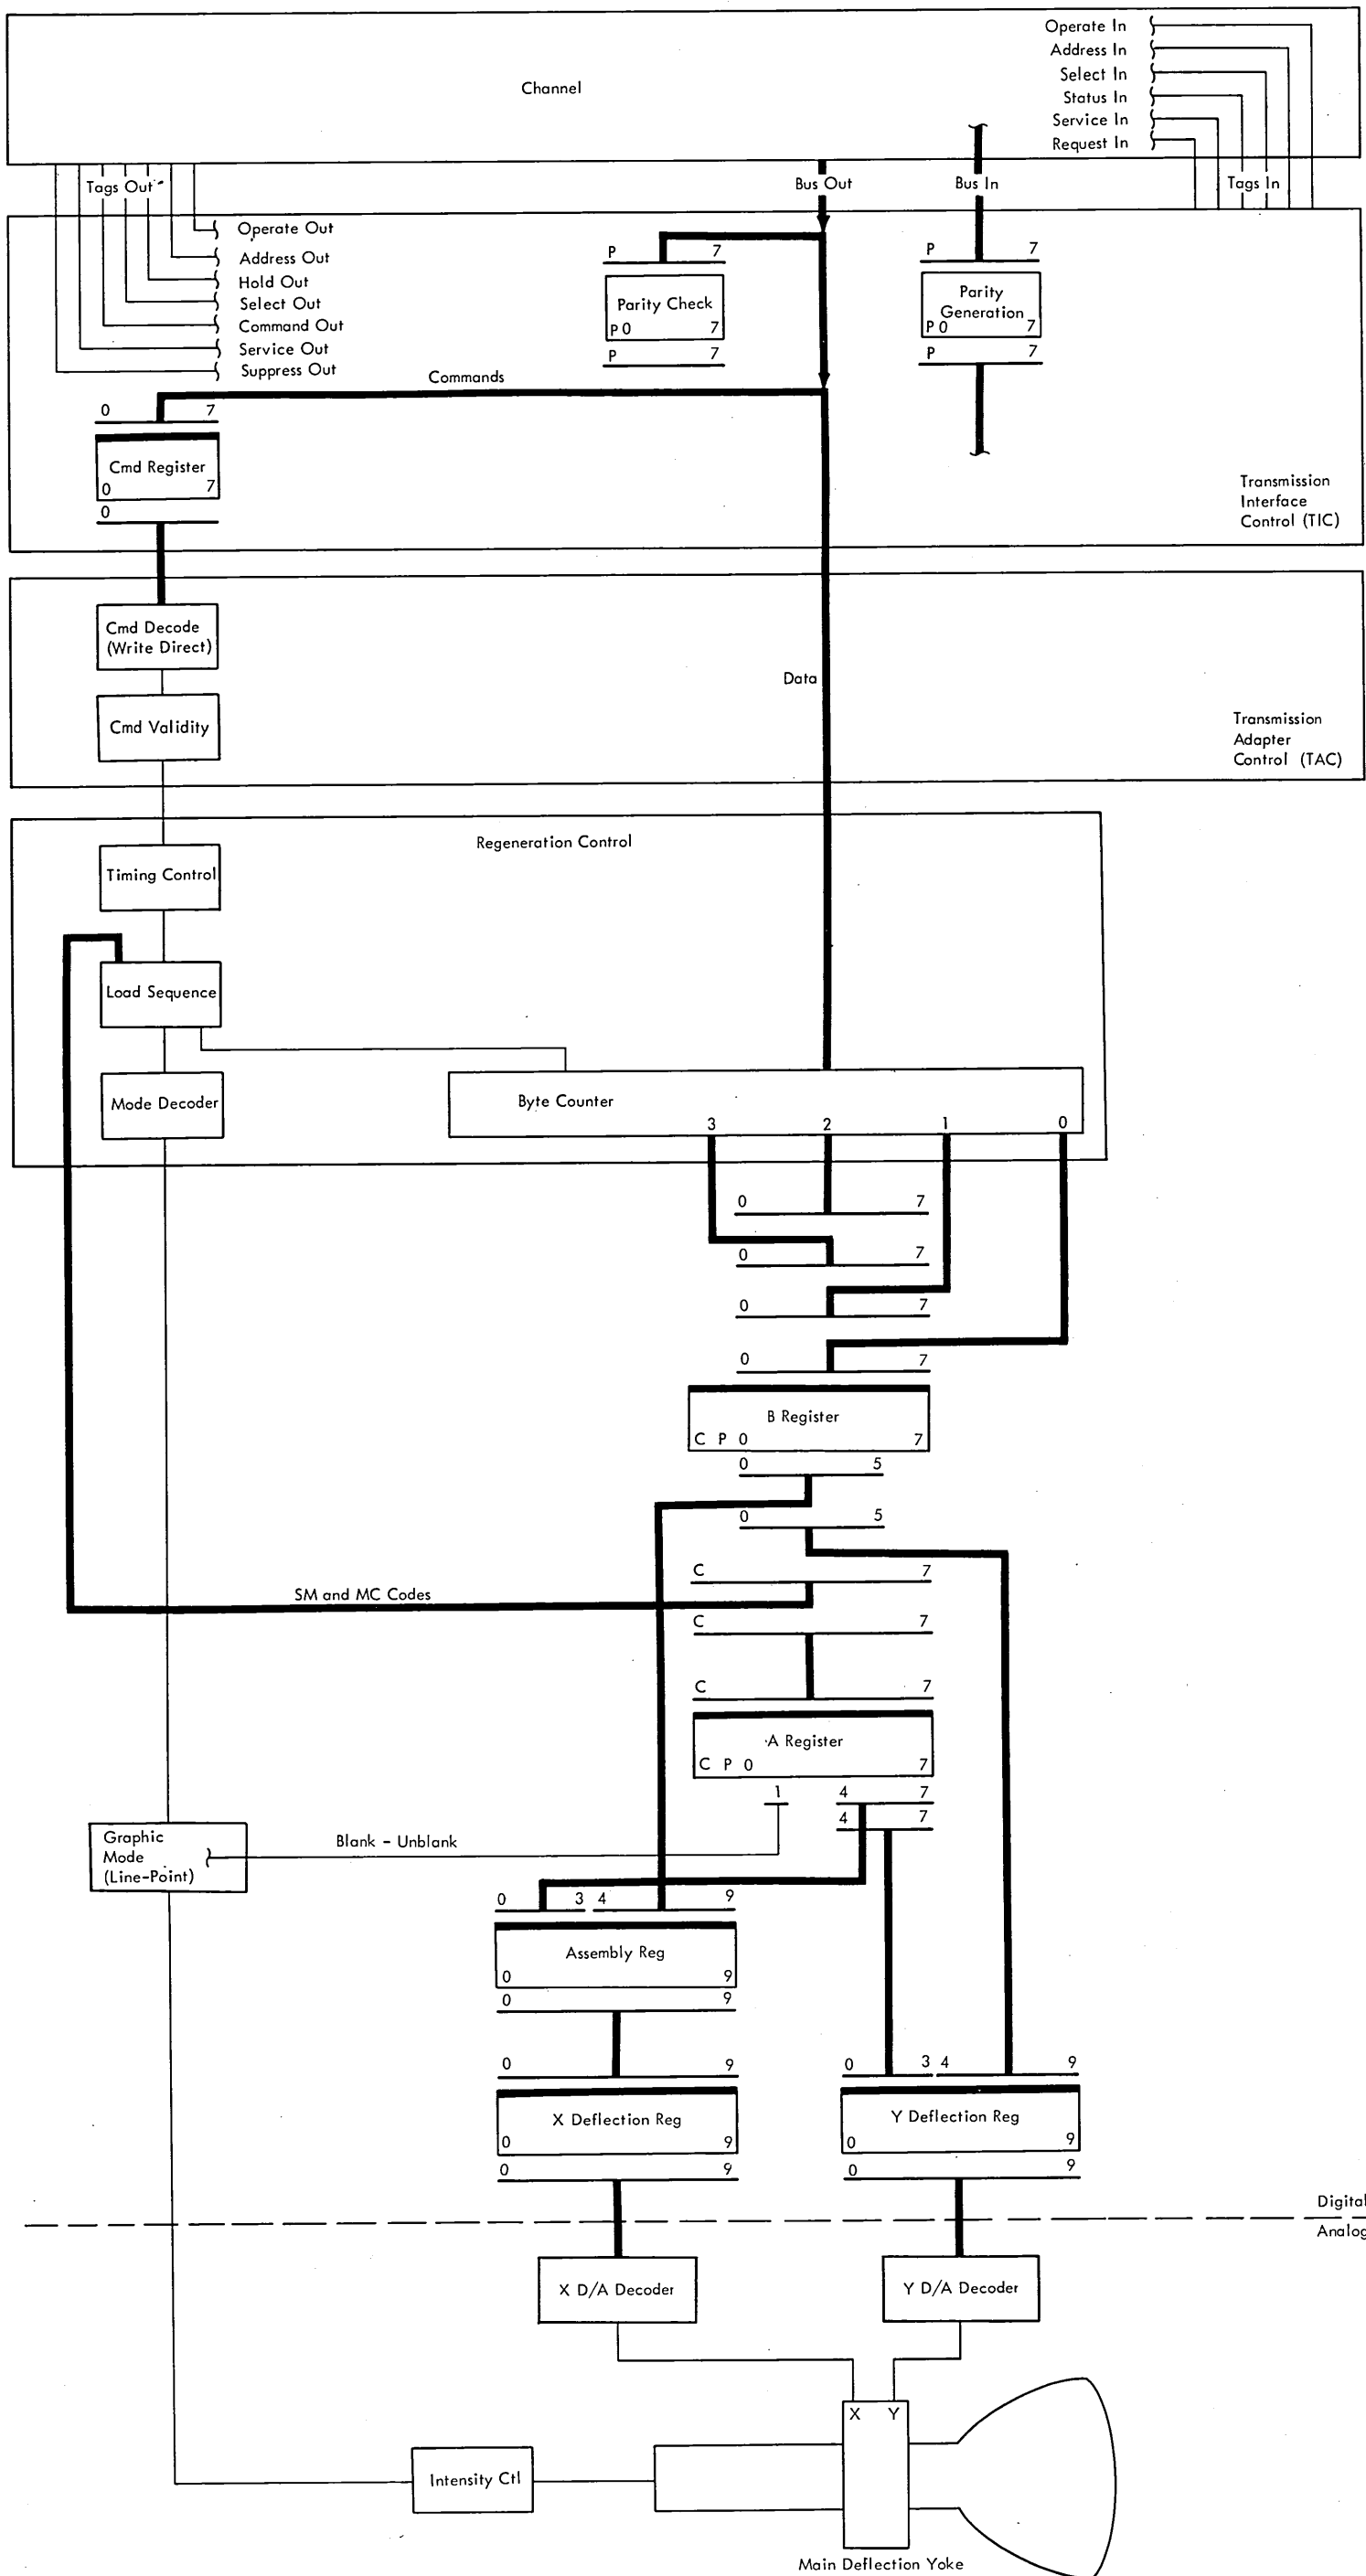 Operate In
Address In
Channel
Select In
Status In
Service In
Request In
Tags Out
Bus Out
Bus In
Tags In
Operate Out
Address Out
Hold Out
Select Out
Command Out
Service Out
Suppress Out
P 7
Parity Check
P 0 7
P 7
P 7
Parity
Generation
P 0 7
P 7
Commands
0 7
Cmd Register
0 7
0
Transmission
Interface
Control (TIC)
Cmd Decode
(Write Direct)
Data
Cmd Validity
Transmission
Adapter
Control (TAC)
Regeneration Control
Timing Control
Load Sequence
Mode Decoder
Byte Counter
3 2 1 0
0 7
0 7
0 7
0 7
B Register
C P 0 7
0 5
0 5
C 7
SM and MC Codes
C 7
C 7
A Register
C P 0 7
1 4 7
4 7
Graphic
Mode
(Line-Point)
Blank - Unblank
0 3 4 9
Assembly Reg
0 9
0 9
0 9
X Deflection Reg
0 9
0 9
0 3 4 9
Y Deflection Reg
0 9
0 9
Digital
Analog
X D/A Decoder
Y D/A Decoder
X Y
Intensity Ctl
Main Deflection Yoke